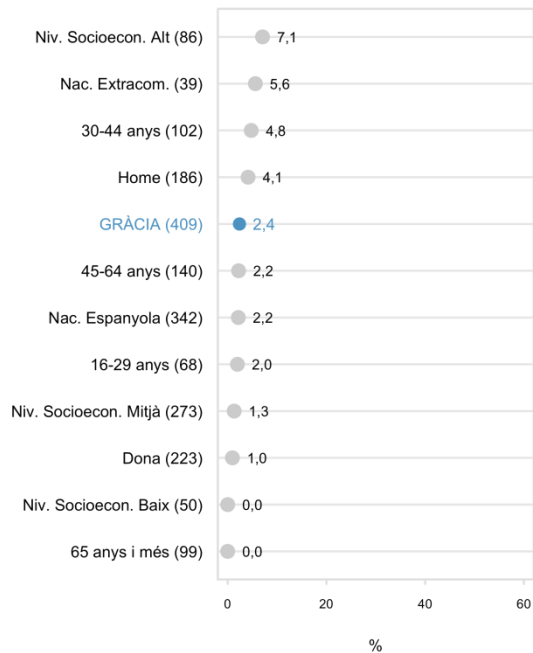 Niv. Socioecon. Alt (86) 7,1
Nac. Extracom. (39) 5,6
30-44 anys (102) 4,8
Home (186) 4,1
GRÀCIA (409) 2,4
45-64 anys (140) 2,2
Nac. Espanyola (342) 2,2
16-29 anys (68) 2,0
Niv. Socioecon. Mitjà (273) 1,3
Dona (223) 1,0
Niv. Socioecon. Baix (50) 0,0
65 anys i més (99) 0,0
0 20 40 60
%